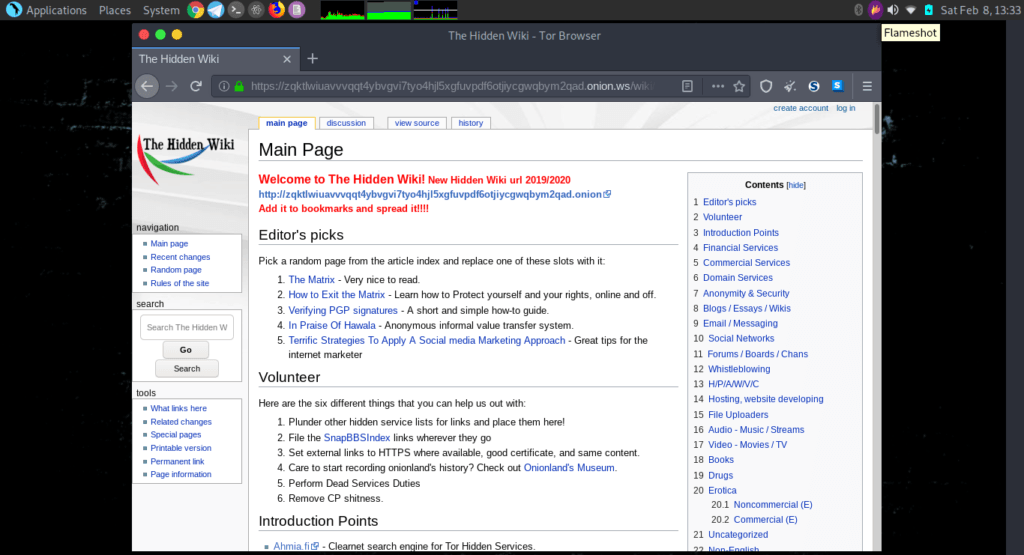 Applications Places System
Sat Feb 8, 13:33
Flameshot
The Hidden Wiki - Tor Browser
The Hidden Wiki
https://zqktlwiuavvvqqt4ybvgvi7tyo4hjl5xgfuvpdf6otjiycgwqbym2qad.onion.ws/wiki
create account log in
main page discussion view source history
The Hidden Wiki
navigation
Main page
Recent changes
Random page
Rules of the site
search
Search The Hidden W
Go
Search
tools
What links here
Related changes
Special pages
Printable version
Permanent link
Page information
Main Page
Welcome to The Hidden Wiki! New Hidden Wiki url 2019/2020
http://zqktlwiuavvvqqt4ybvgvi7tyo4hjl5xgfuvpdf6otjiycgwqbym2qad.onion
Add it to bookmarks and spread it!!!!
Editor's picks
Pick a random page from the article index and replace one of these slots with it:
1. The Matrix - Very nice to read.
2. How to Exit the Matrix - Learn how to Protect yourself and your rights, online and off.
3. Verifying PGP signatures - A short and simple how-to guide.
4. In Praise Of Hawala - Anonymous informal value transfer system.
5. Terrific Strategies To Apply A Social media Marketing Approach - Great tips for the
internet marketer
Volunteer
Here are the six different things that you can help us out with:
1. Plunder other hidden service lists for links and place them here!
2. File the SnapBBSIndex links wherever they go
3. Set external links to HTTPS where available, good certificate, and same content.
4. Care to start recording onionland's history? Check out Onionland's Museum.
5. Perform Dead Services Duties
6. Remove CP shitness.
Introduction Points
Ahmia.fi - Clearnet search engine for Tor Hidden Services.
Contents [hide]
1 Editor's picks
2 Volunteer
3 Introduction Points
4 Financial Services
5 Commercial Services
6 Domain Services
7 Anonymity & Security
8 Blogs / Essays / Wikis
9 Email / Messaging
10 Social Networks
11 Forums / Boards / Chans
12 Whistleblowing
13 H/P/A/W/V/C
14 Hosting, website developing
15 File Uploaders
16 Audio - Music / Streams
17 Video - Movies / TV
18 Books
19 Drugs
20 Erotica
20.1 Noncommercial (E)
20.2 Commercial (E)
21 Uncategorized
22 Non-English